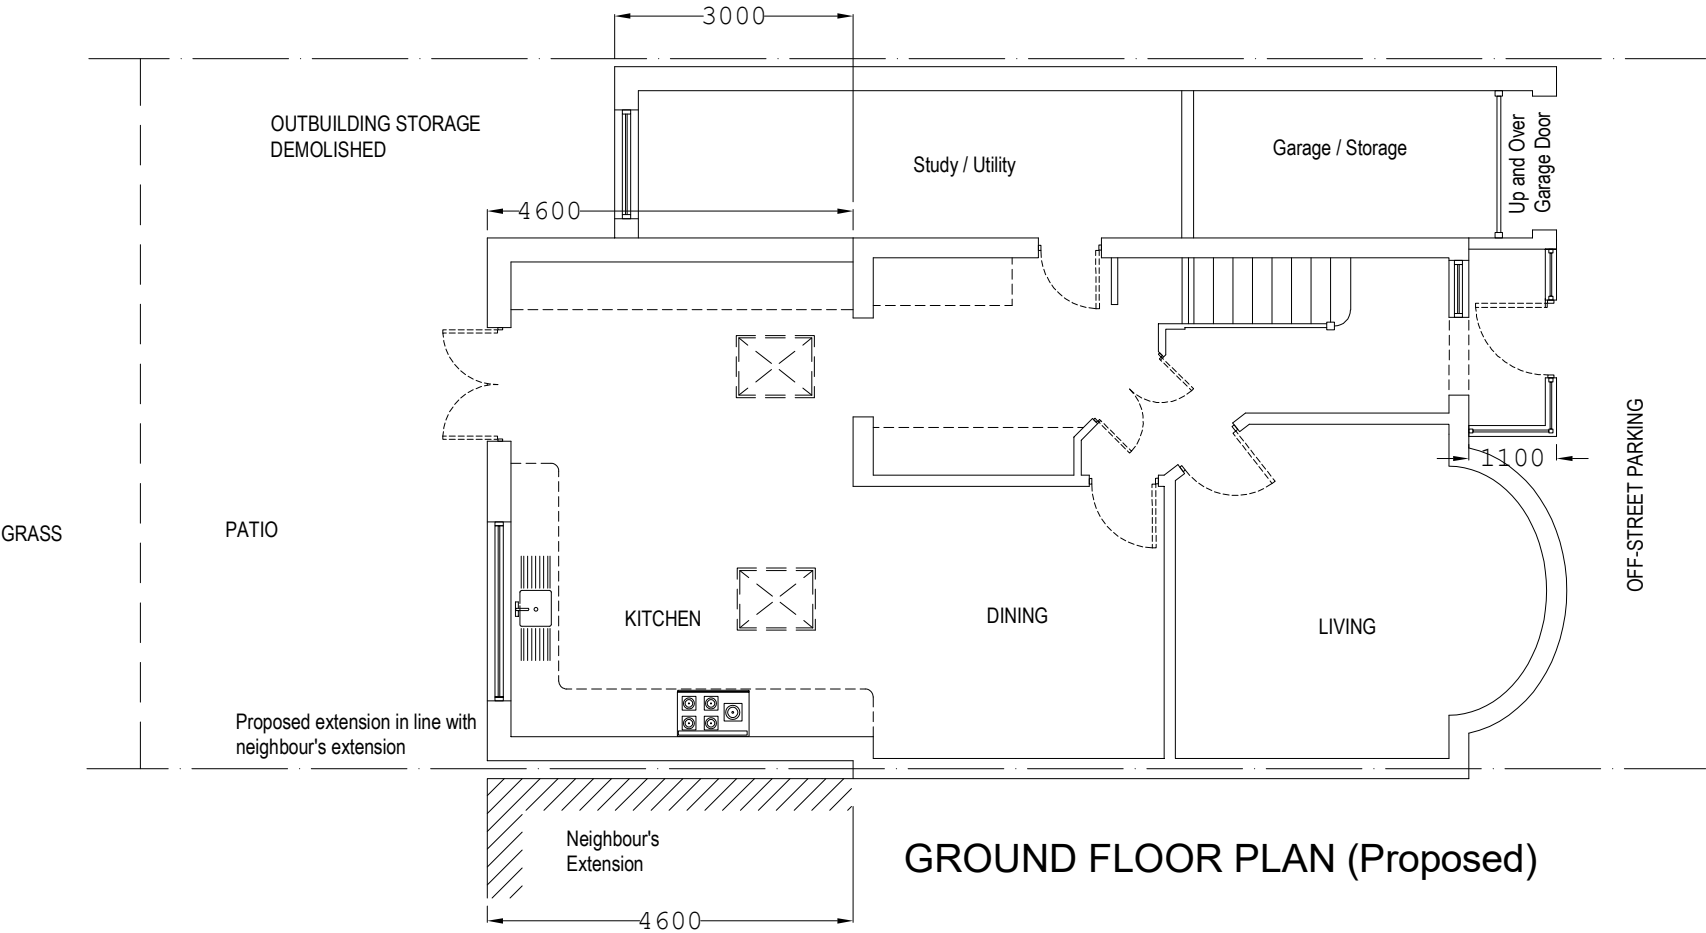 3000
OUTBUILDING STORAGE
DEMOLISHED
Study / Utility
Garage / Storage
Up and Over
Garage Door
4600
1100
OFF-STREET PARKING
GRASS
PATIO
KITCHEN
DINING
LIVING
Proposed extension in line with
neighbour's extension
Neighbour's
Extension
GROUND FLOOR PLAN (Proposed)
4600